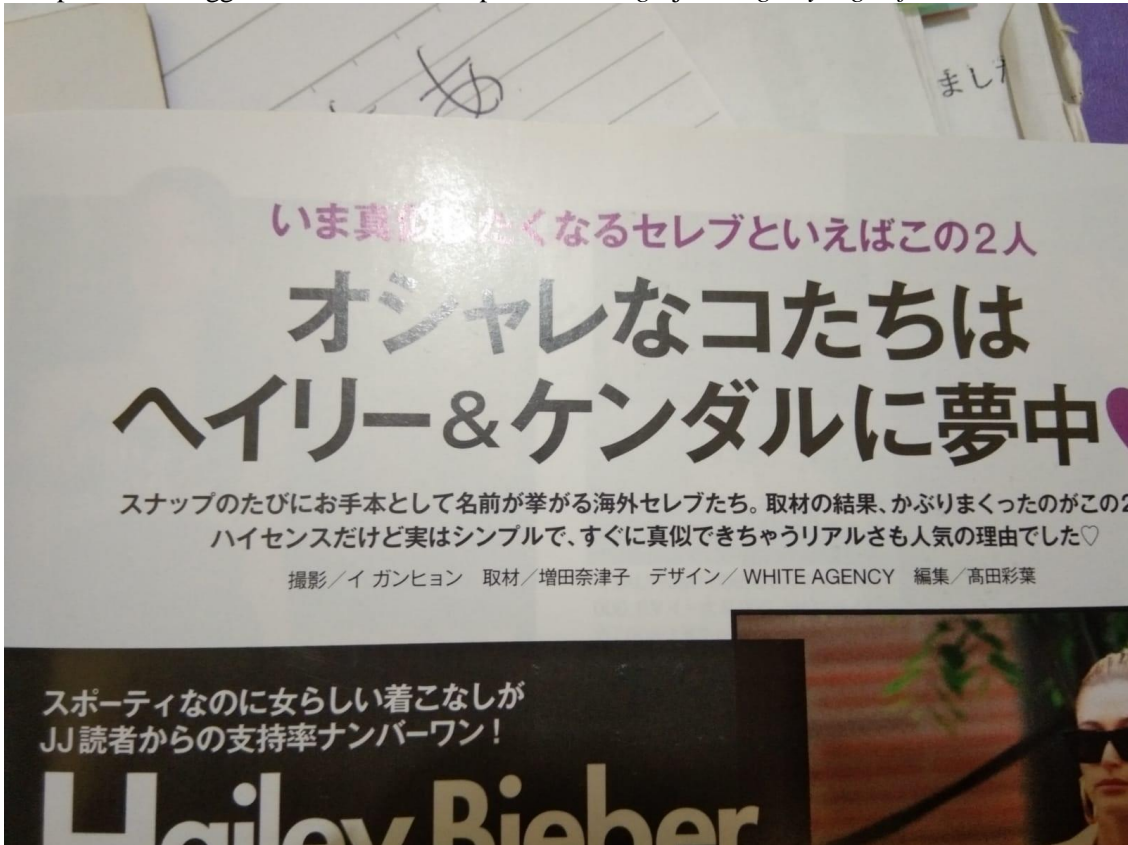 め
まし
いま真似したくなるセレブといえばこの2人
オシャレなコたちは
ヘイリー&ケンダルに夢中♥
スナップのたびにお手本として名前が挙がる海外セレブたち。取材の結果、かぶりまくったのがこの2
ハイセンスだけど実はシンプルで、すぐに真似できちゃうリアルさも人気の理由でした♡
撮影/イ ガンヒョン 取材/増田奈津子 デザイン/WHITE AGENCY 編集/髙田彩葉
スポーティなのに女らしい着こなしが
JJ読者からの支持率ナンバーワン!
Hailey Bieber